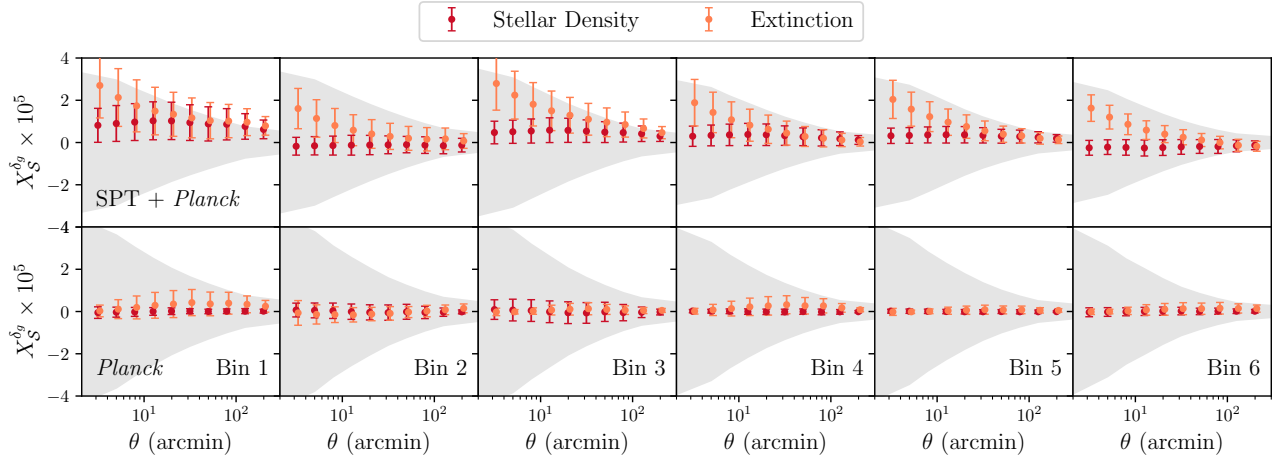 Stellar Density Extinction
X_S^{δ_g} × 10^5
4
2
0
−2
−4
SPT + Planck
X_S^{δ_g} × 10^5
4
2
0
−2
−4
Planck Bin 1 Bin 2 Bin 3 Bin 4 Bin 5 Bin 6
10^1 10^2 10^1 10^2 10^1 10^2 10^1 10^2 10^1 10^2 10^1 10^2
θ (arcmin) θ (arcmin) θ (arcmin) θ (arcmin) θ (arcmin) θ (arcmin)